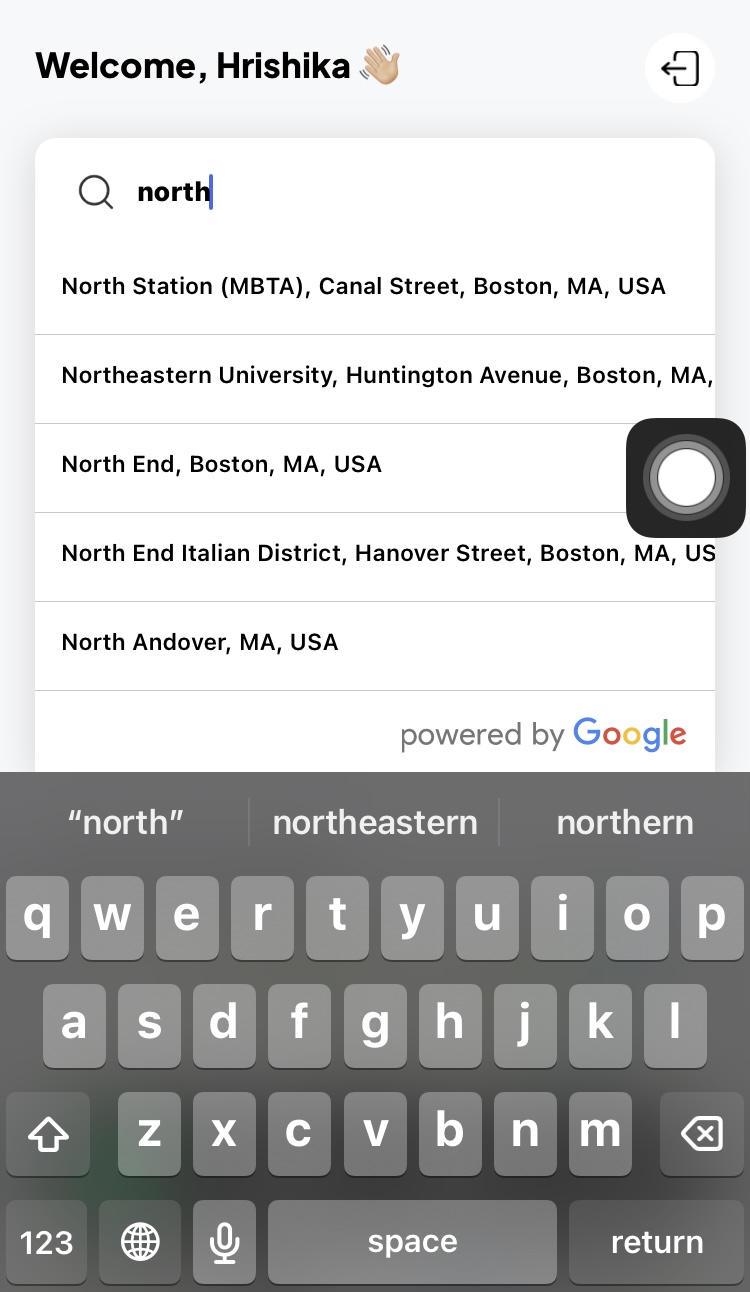 Welcome, Hrishika 👋🏼
north
North Station (MBTA), Canal Street, Boston, MA, USA
Northeastern University, Huntington Avenue, Boston, MA,
North End, Boston, MA, USA
North End Italian District, Hanover Street, Boston, MA, US
North Andover, MA, USA
powered by Google
“north” northeastern northern
q w e r t y u i o p
a s d f g h j k l
z x c v b n m
123 space return